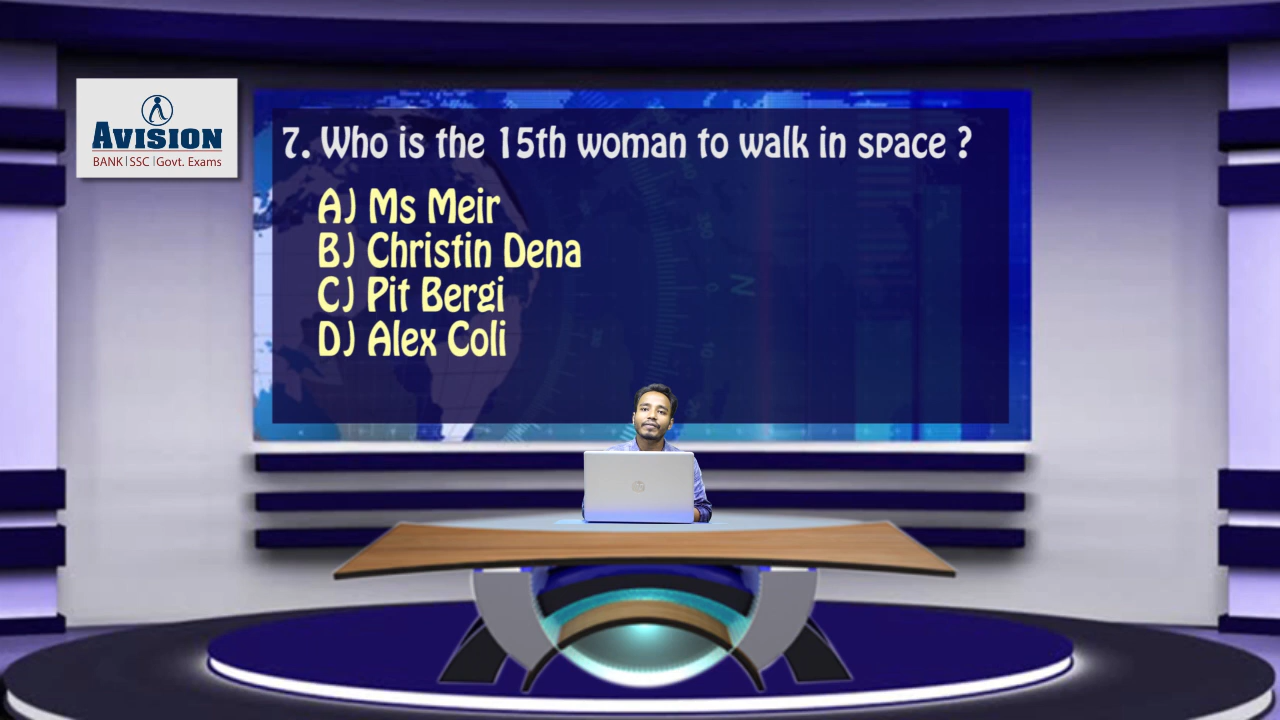 AVISION
BANK|SSC|Govt. Exams
7. Who is the 15th woman to walk in space ?
A) Ms Meir
B) Christin Dena
C) Pit Bergi
D) Alex Coli